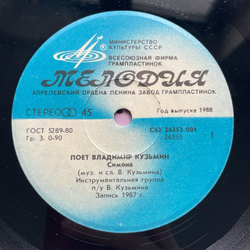 МИНИСТЕРСТВО
КУЛЬТУРЫ СССР
ВСЕСОЮЗНАЯ ФИРМА
ГРАМПЛАСТИНОК
МЕЛОДИЯ
АПРЕЛЕВСКИЙ ОРДЕНА ЛЕНИНА ЗАВОД ГРАМПЛАСТИНОК
СТЕРЕО 45
Год выпуска 1988
ГОСТ 5289-80
Гр. 3. 0-90
С62 26353 004
26353
1
ПОЕТ ВЛАДИМИР КУЗЬМИН
Симона
(муз. и сл. В. Кузьмина)
Инструментальная группа
п/у В. Кузьмина
Запись 1987 г.